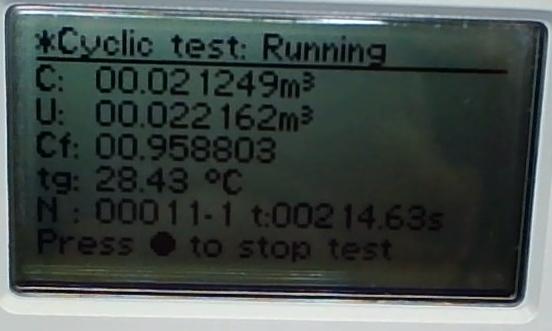 *Cyclic test: Running
C: 00.021249m³
U: 00.022162m³
Cf: 00.958803
tg: 28.43 °C
N : 00011-1 t:00214.63s
Press ● to stop test